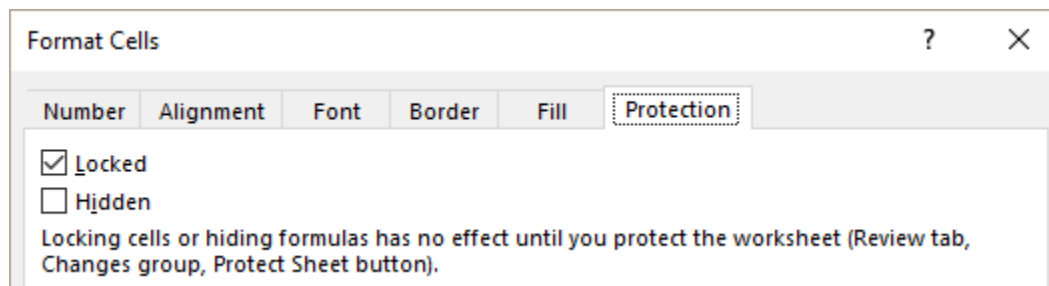 Format Cells ?
Number Alignment Font Border Fill Protection
Locked
Hidden
Locking cells or hiding formulas has no effect until you protect the worksheet (Review tab,
Changes group, Protect Sheet button).